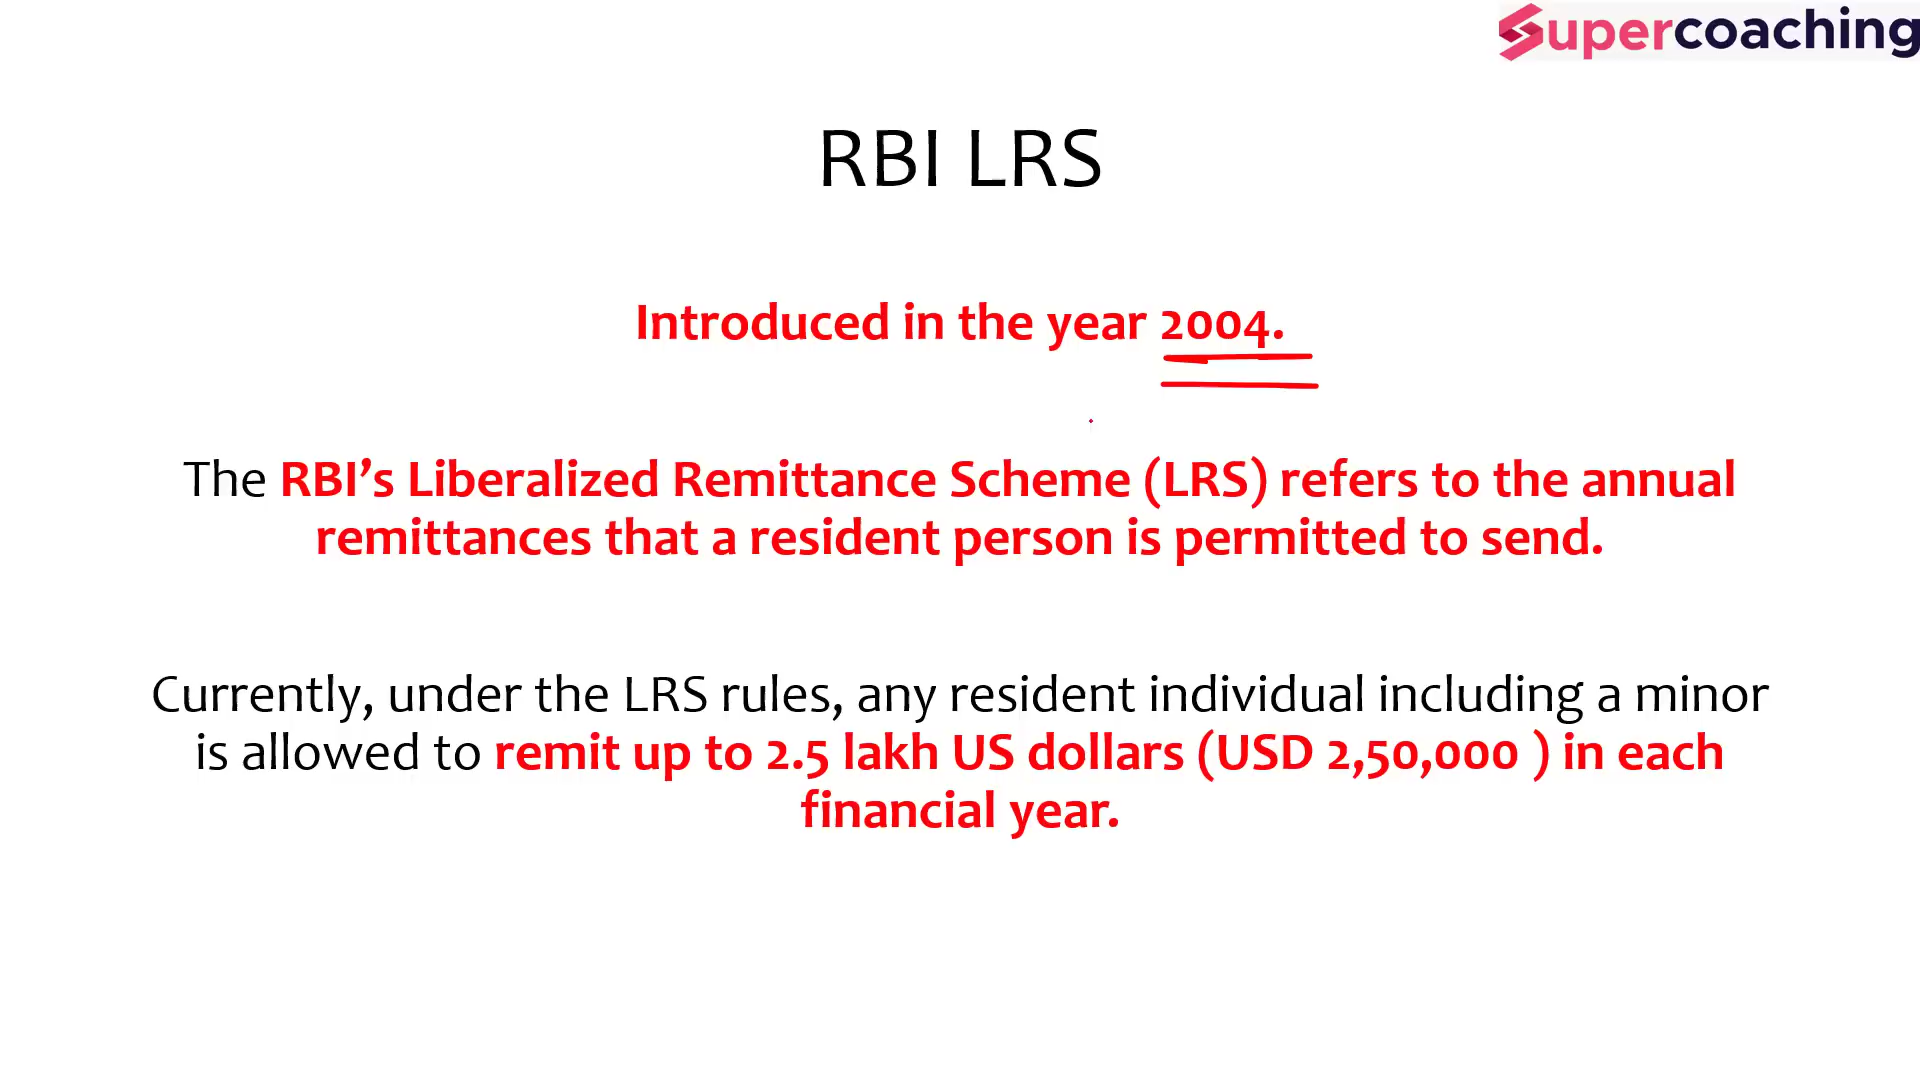 Supercoaching
RBI LRS
Introduced in the year 2004.
The RBI’s Liberalized Remittance Scheme (LRS) refers to the annual
remittances that a resident person is permitted to send.
Currently, under the LRS rules, any resident individual including a minor
is allowed to remit up to 2.5 lakh US dollars (USD 2,50,000 ) in each
financial year.